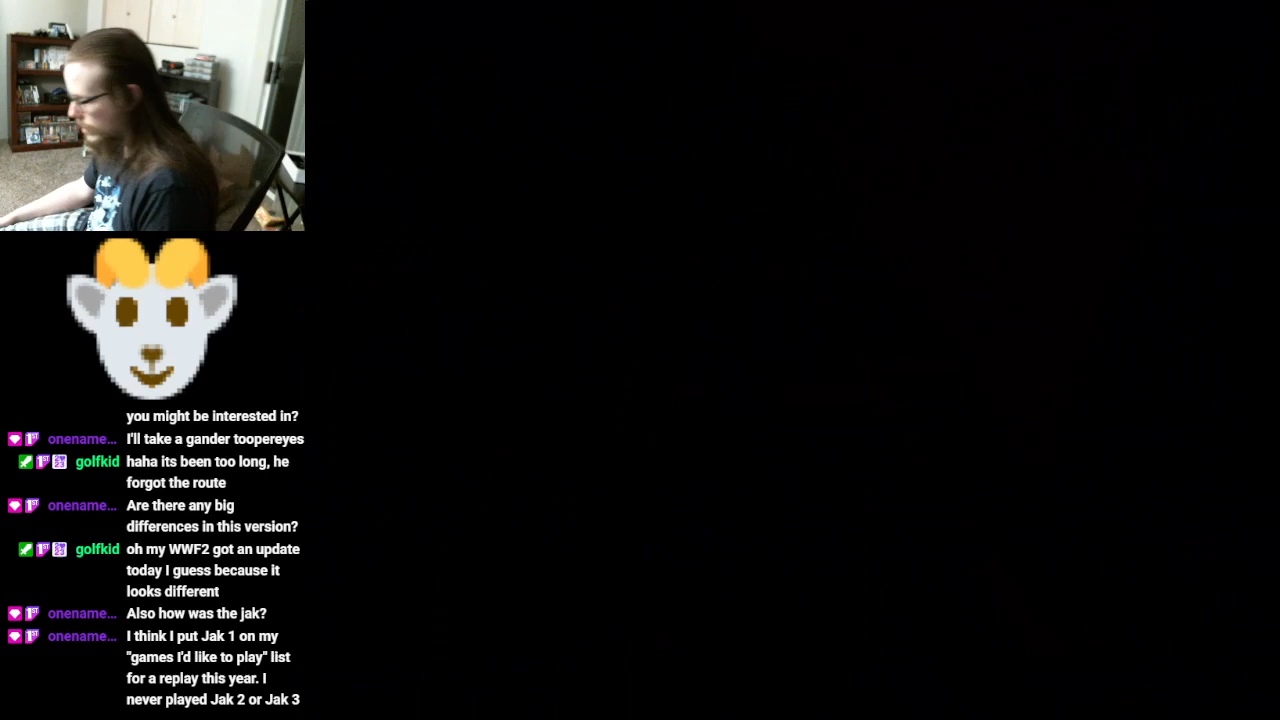 you might be interested in?
onename... I'll take a gander toopereyes
golfkid haha its been too long, he
forgot the route
onename... Are there any big
differences in this version?
golfkid oh my WWF2 got an update
today I guess because it
looks different
onename... Also how was the jak?
onename... I think I put Jak 1 on my
"games I'd like to play" list
for a replay this year. I
never played Jak 2 or Jak 3